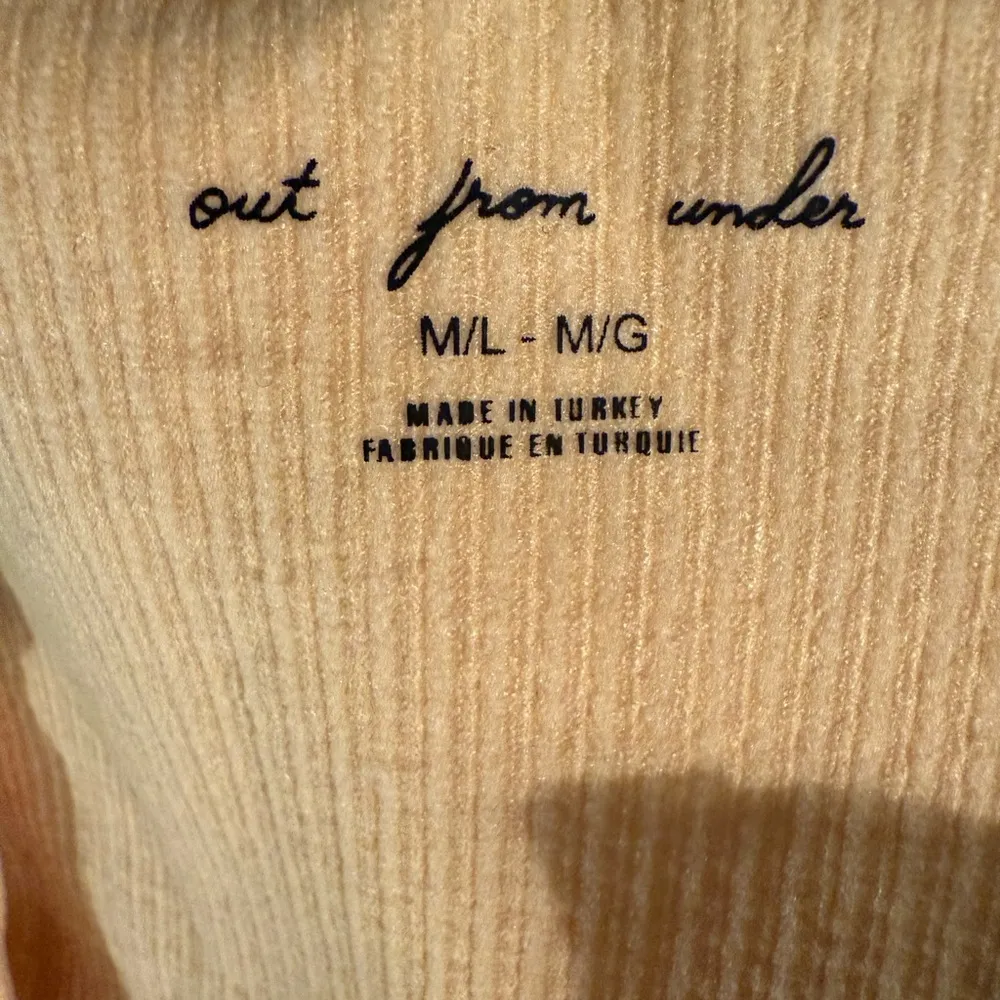 out from under
M/L - M/G
MADE IN TURKEY
FABRIQUE EN TURQUIE